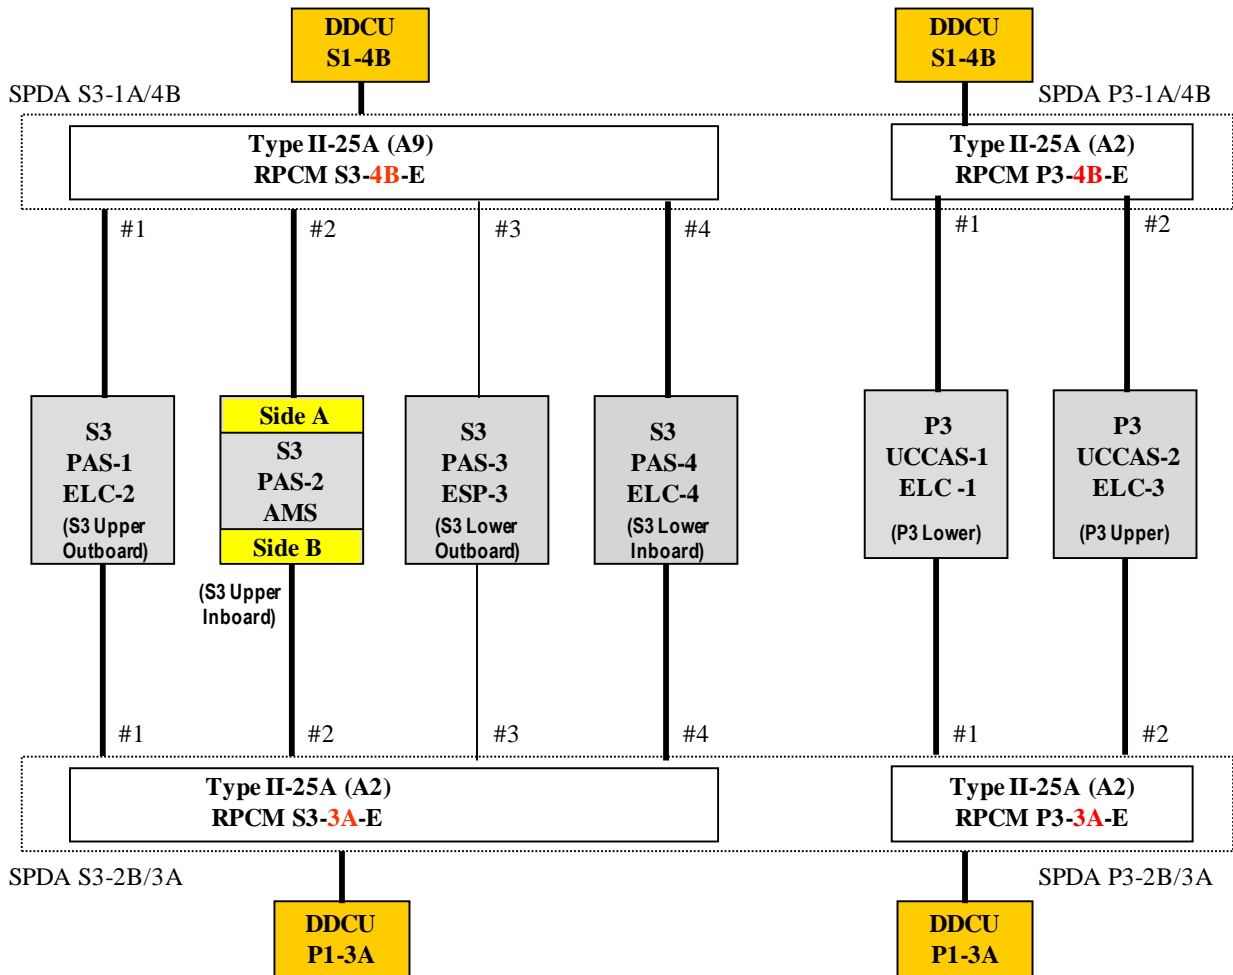 DDCU
S1-4B
DDCU
S1-4B
SPDA S3-1A/4B
SPDA P3-1A/4B
Type II-25A (A9)
RPCM S3-4B-E
Type II-25A (A2)
RPCM P3-4B-E
#1
#2
#3
#4
#1
#2
S3
PAS-1
ELC-2
(S3 Upper
Outboard)
Side A
S3
PAS-2
AMS
Side B
(S3 Upper
Inboard)
S3
PAS-3
ESP-3
(S3 Lower
Outboard)
S3
PAS-4
ELC-4
(S3 Lower
Inboard)
P3
UCCAS-1
ELC -1
(P3 Lower)
P3
UCCAS-2
ELC-3
(P3 Upper)
#1
#2
#3
#4
#1
#2
Type II-25A (A2)
RPCM S3-3A-E
Type II-25A (A2)
RPCM P3-3A-E
SPDA S3-2B/3A
SPDA P3-2B/3A
DDCU
P1-3A
DDCU
P1-3A